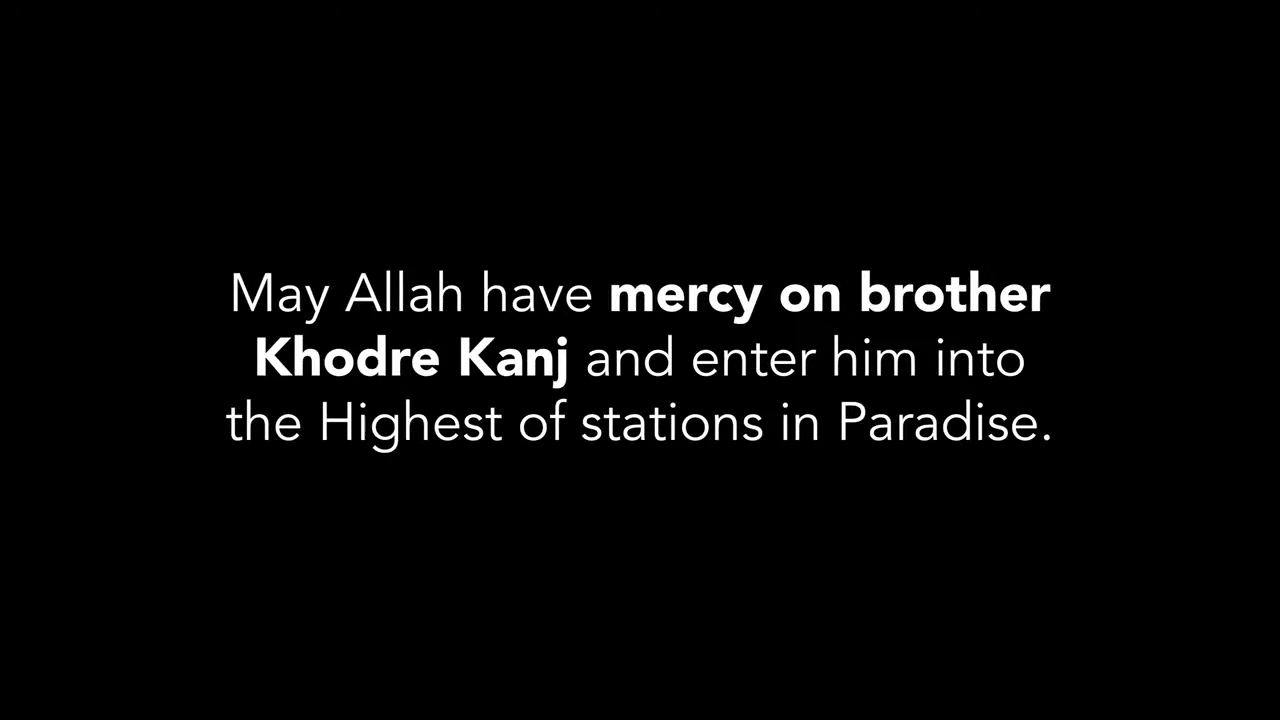 May Allah have mercy on brother
Khodre Kanj and enter him into
the Highest of stations in Paradise.